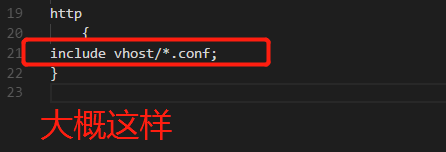 19 http
20 {
21 include vhost/*.conf;
22 }
23
大概这样